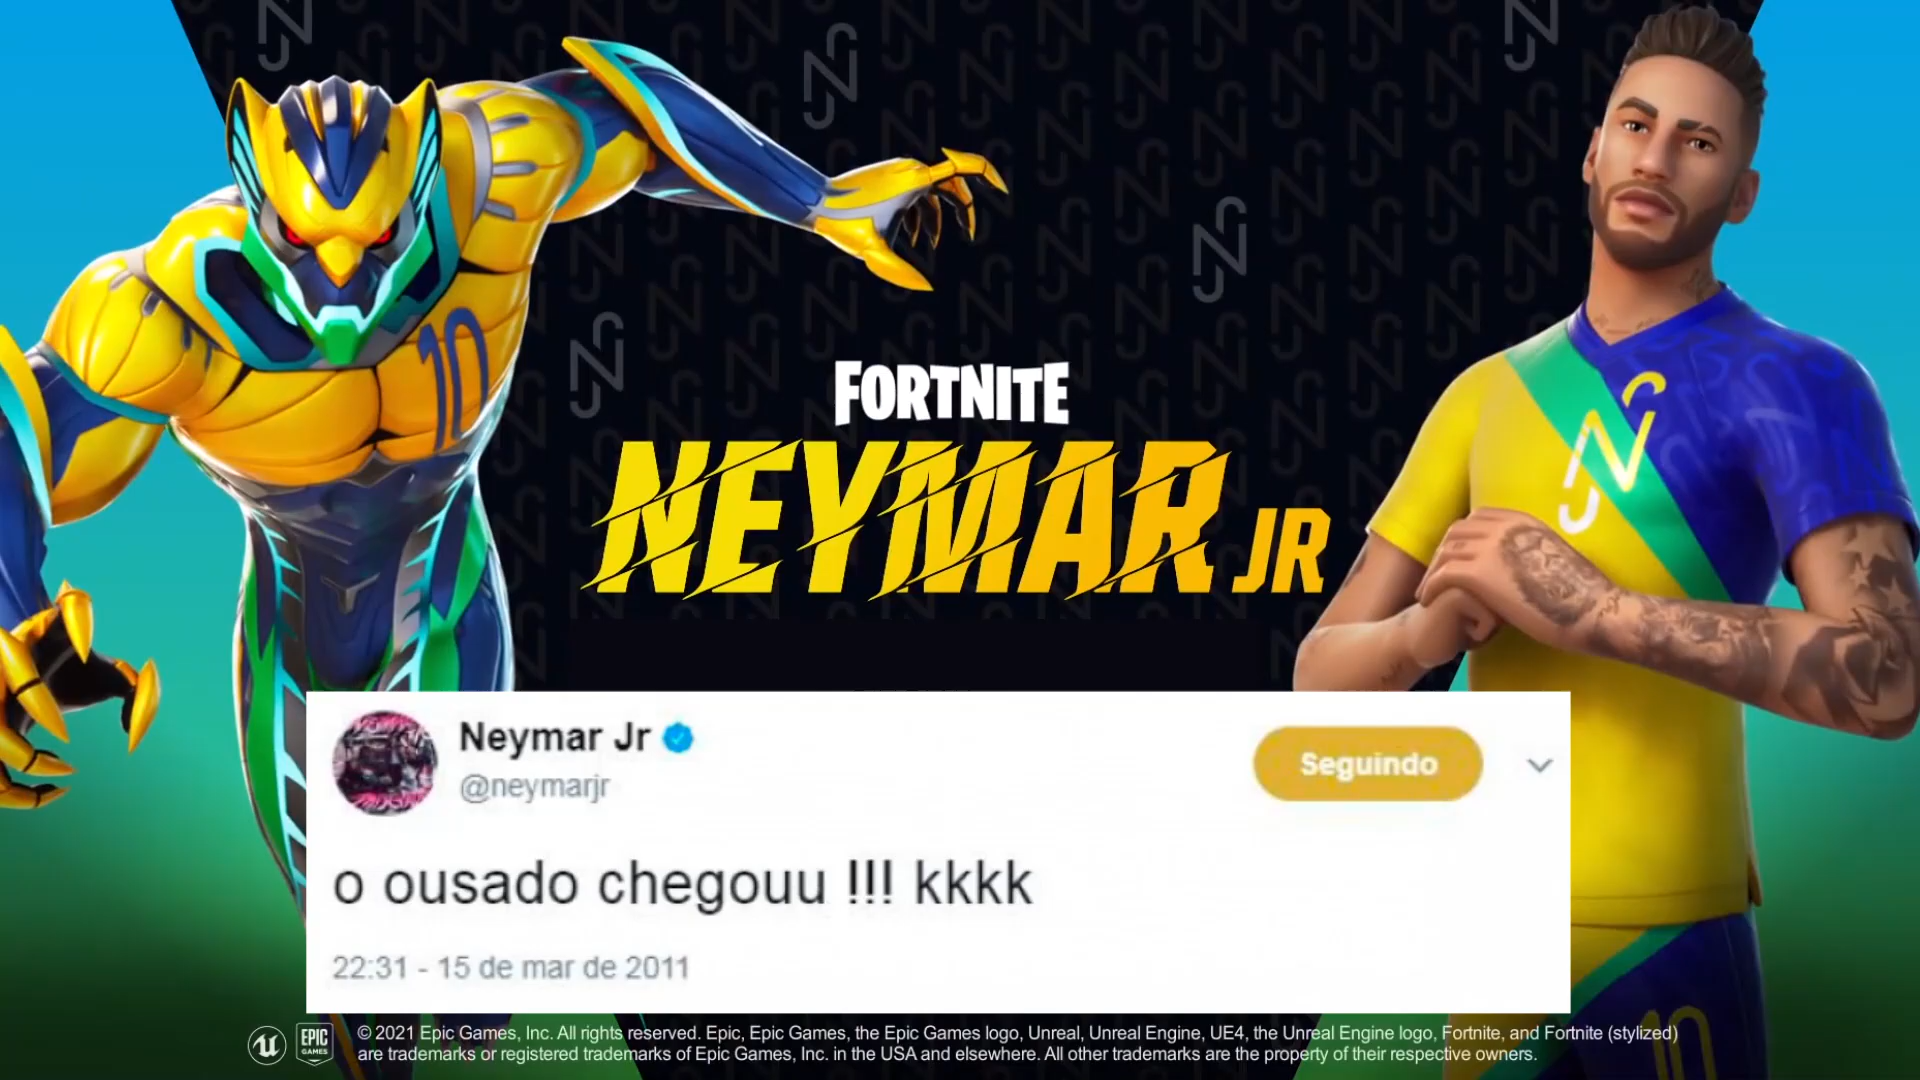 10
FORTNITE
NEYMAR JR
Neymar Jr
@neymarjr
Seguindo
o ousado chegouu !!! kkkk
22:31 - 15 de mar de 2011
EPIC
GAMES
© 2021 Epic Games, Inc. All rights reserved. Epic, Epic Games, the Epic Games logo, Unreal, Unreal Engine, UE4, the Unreal Engine logo, Fortnite, and Fortnite (stylized)
are trademarks or registered trademarks of Epic Games, Inc. in the USA and elsewhere. All other trademarks are the property of their respective owners.
10